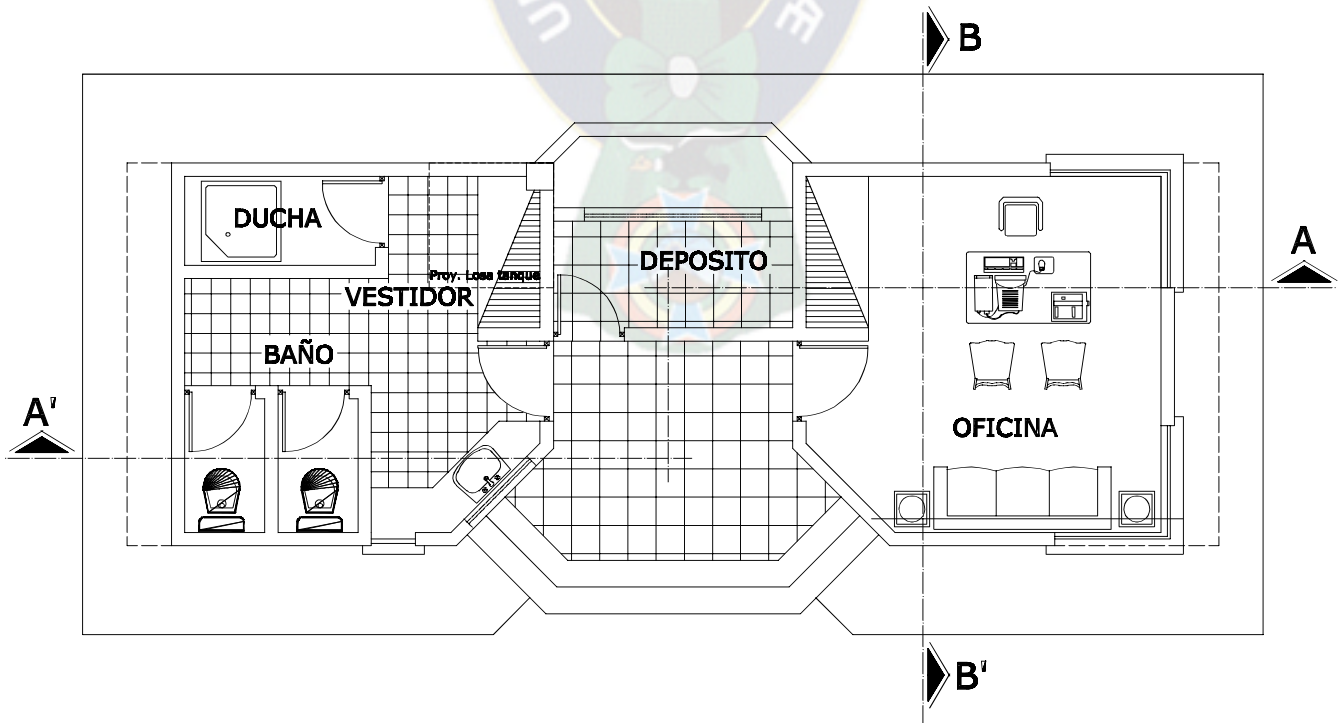 B
DUCHA
DEPOSITO
A
Proy. Losa tanque
VESTIDOR
BAÑO
A'
OFICINA
B'